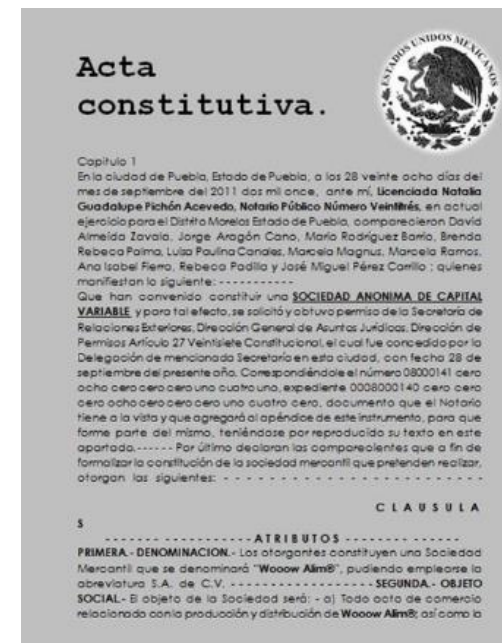 Acta
constitutiva.
ESTADOS UNIDOS MEXICANOS
Capitulo 1
En la ciudad de Puebla, Estado de Puebla, a los 28 veinte ocho días del
mes de septiembre del 2011 dos mil once, ante mí, Licenciada Natalia
Guadalupe Pichón Acevedo, Notario Público Número Veintitrés, en actual
ejercicio para el Distrito Morelos Estado de Puebla, comparecieron David
Almeida Zavala, Jorge Aragón Cano, Mario Rodríguez Barrio, Brenda
Rebeca Palma, Luisa Paulina Canales, Marcela Magnus, Marcela Ramos,
Ana Isabel Fierro, Rebeca Padilla y José Miguel Pérez Carrillo ; quienes
manifiestan lo siguiente: - - - - - - - - - - -
Que han convenido constituir una SOCIEDAD ANONIMA DE CAPITAL
VARIABLE y para tal efecto, se solicitó y obtuvo permiso de la Secretaría de
Relaciones Exteriores, Dirección General de Asuntos Jurídicos, Dirección de
Permisos Artículo 27 Veintisiete Constitucional, el cual fue concedido por la
Delegación de mencionada Secretaría en esta ciudad, con fecha 28 de
septiembre del presente año. Correspondiéndole el número 08000141 cero
ocho cero cero cero uno cuatro uno, expediente 0008000140 cero cero
cero ocho cero cero cero uno cuatro cero, documento que el Notario
tiene a la vista y que agregará al apéndice de este instrumento, para que
forme parte del mismo, teniéndose por reproducido su texto en este
apartado.- - - - - - Por último declaran las comparecientes que a fin de
formalizar la constitución de la sociedad mercantil que pretenden realizar,
otorgan las siguientes: - - - - - - - - - - - - - - - - - - - - - - -
C L A U S U L A
S
- - - - - - - - - - - - - - - - - - A T R I B U T O S - - - - - - - - - - - - - -
PRIMERA.- DENOMINACION.- Los otorgantes constituyen una Sociedad
Mercantil que se denominará "Wooow Alim®", pudiendo emplearse la
abreviatura S.A. de C.V. - - - - - - - - - - - - - - - - - - SEGUNDA.- OBJETO
SOCIAL.- El objeto de la Sociedad será: - a) Todo acto de comercio
relacionado con la producción y distribución de Wooow Alim®; así como la